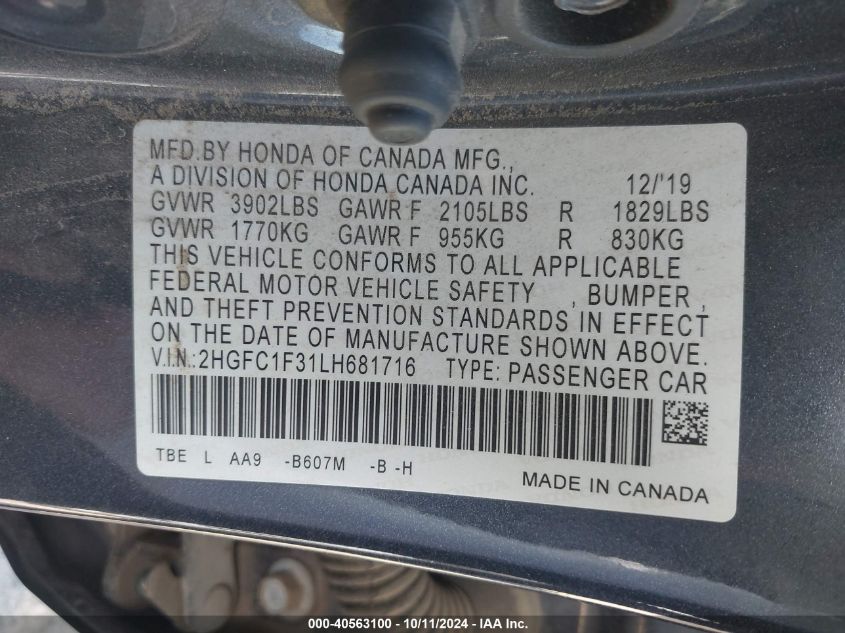 MFD.BY HONDA OF CANADA MFG.,
A DIVISION OF HONDA CANADA INC. 12/'19
GVWR 3902LBS GAWR F 2105LBS R 1829LBS
GVWR 1770KG GAWR F 955KG R 830KG
THIS VEHICLE CONFORMS TO ALL APPLICABLE
FEDERAL MOTOR VEHICLE SAFETY , BUMPER ,
AND THEFT PREVENTION STANDARDS IN EFFECT
ON THE DATE OF MANUFACTURE SHOWN ABOVE.
V.I.N.:2HGFC1F31LH681716 TYPE: PASSENGER CAR
TBE L AA9 -B607M -B -H
MADE IN CANADA
000-40563100 - 10/11/2024 - IAA Inc.